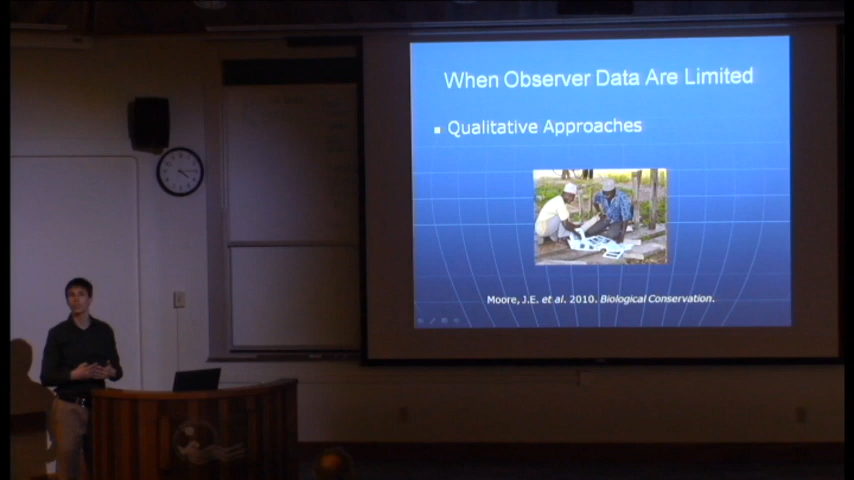 When Observer Data Are Limited
Qualitative Approaches
Moore, J.E. et al. 2010. Biological Conservation.